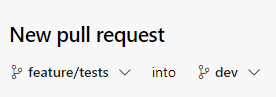 New pull request
feature/tests into dev